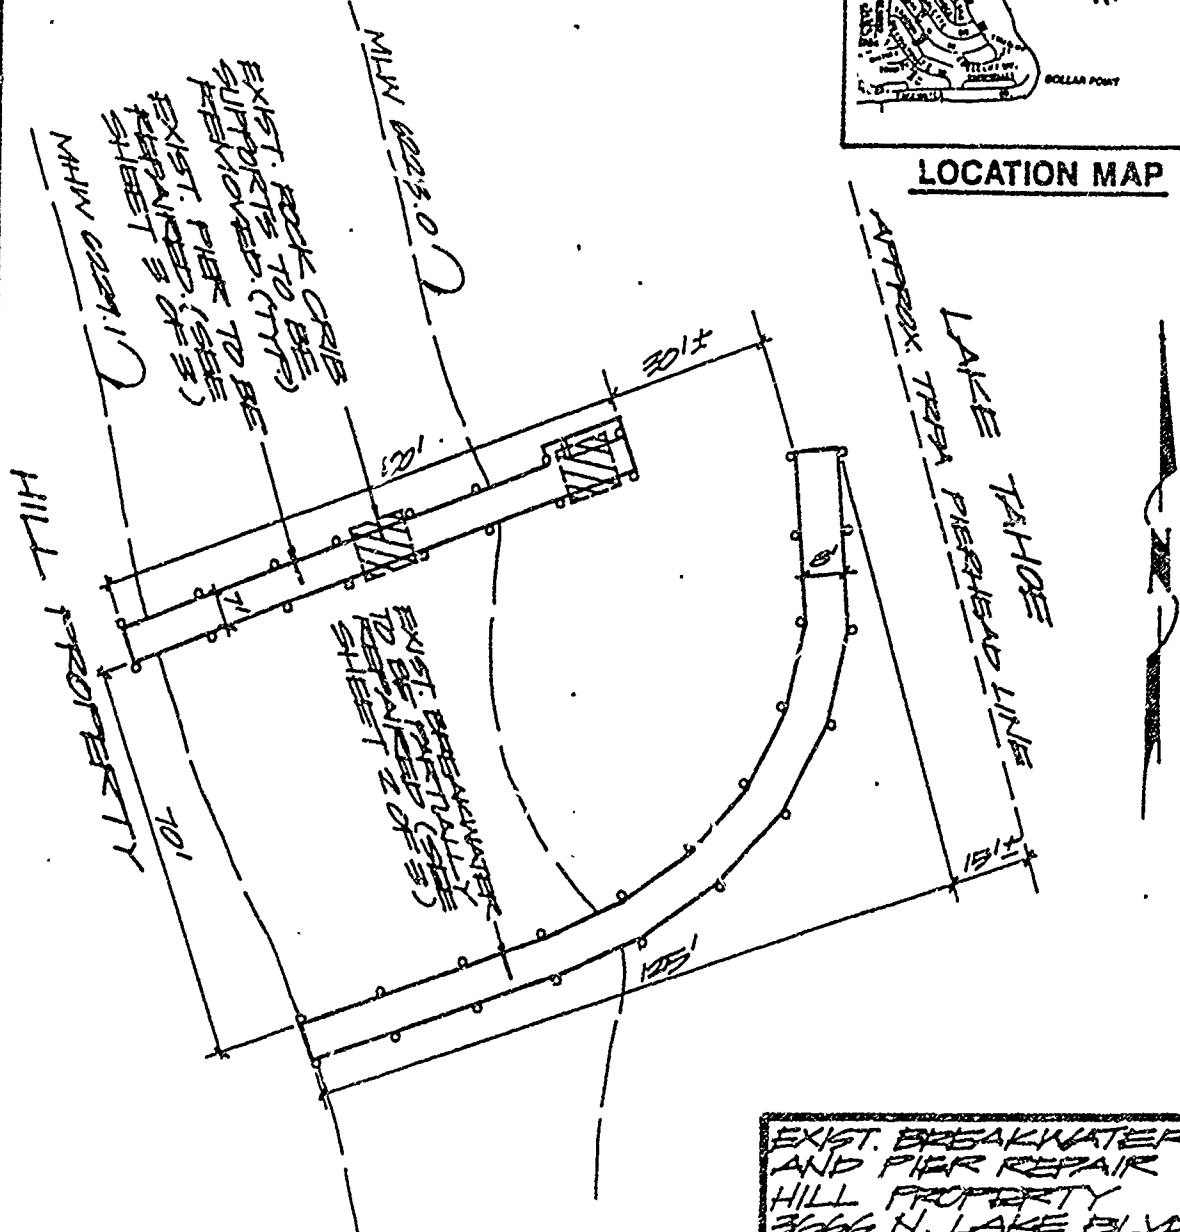 DOLLAR POINT
LOCATION MAP
MHW 6229.1'
EXIST. PIER TO BE
REPAIRED. (SEE
SHEET 3 OF 3)
EXIST. ROCK CRIB
SUPPORTS TO BE
REMOVED. (TYP.)
MHW 6223.0'
30'±
APPROX. TRPA PIERHEAD LINE
LAKE TAHOE
N
7'
8'
HILL PROPERTY
70'
EXIST. BREAKWATER
TO BE PARTIALLY
REPAIRED (SEE
SHEET 2 OF 3)
15'±
125'
EXIST. BREAKWATER
AND PIER REPAIR
HILL PROPERTY
3666 N. LAKE BLVD